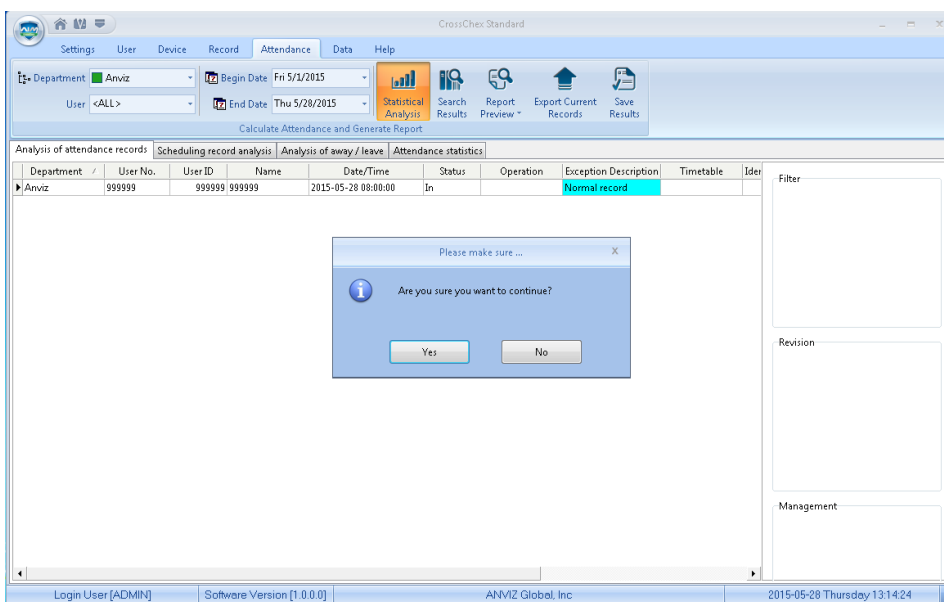 CrossChex Standard
Settings User Device Record Attendance Data Help
Department Anviz Begin Date Fri 5/1/2015
User <ALL> End Date Thu 5/28/2015
Statistical Analysis
Search Results
Report Preview
Export Current Records
Save Results
Calculate Attendance and Generate Report
Analysis of attendance records Scheduling record analysis Analysis of away / leave Attendance statistics
Department User No. User ID Name Date/Time Status Operation Exception Description Timetable Ider
Anviz 999999 999999 999999 2015-05-28 08:00:00 In Normal record
Filter
Please make sure ...
Are you sure you want to continue?
Yes No
Revision
Management
Login User [ADMIN] Software Version [1.0.0.0] ANVIZ Global, Inc 2015-05-28 Thursday 13:14:24